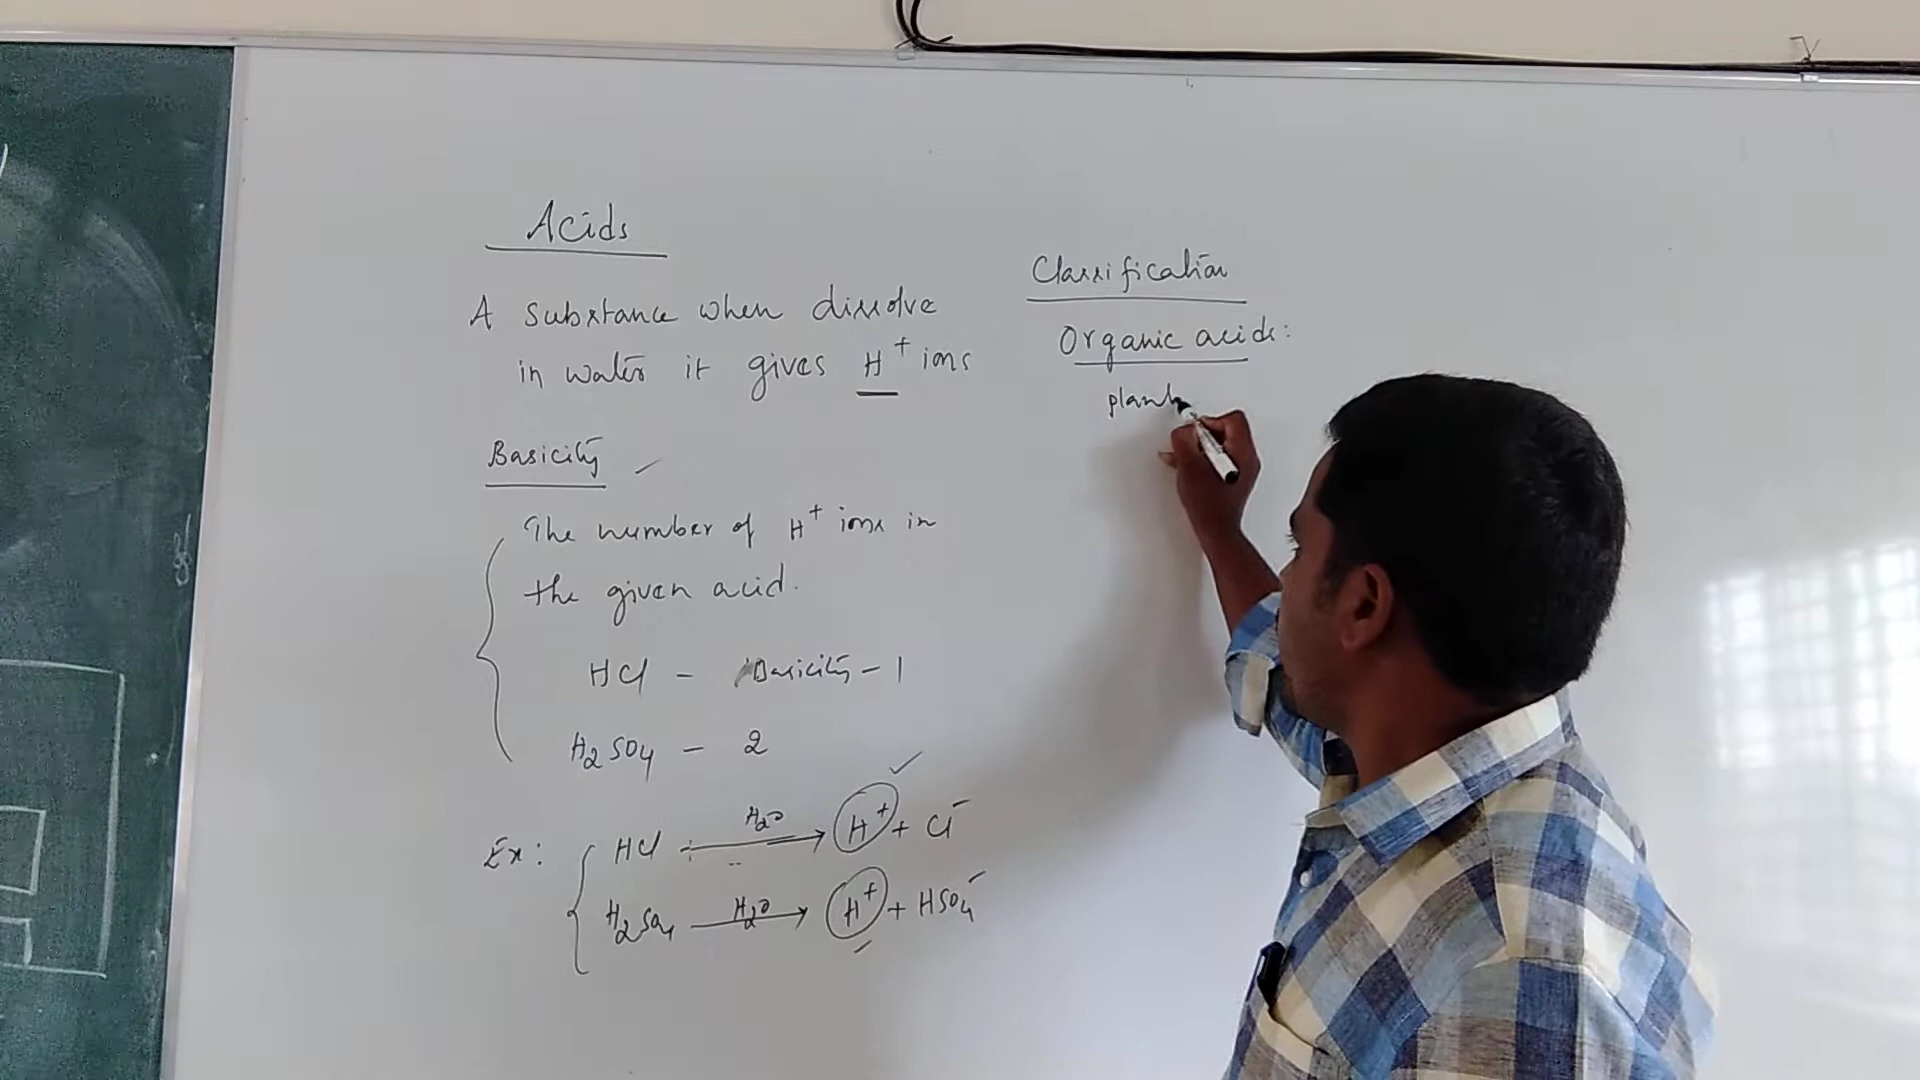 Acids
A substance when dissolve
in water it gives H⁺ ions
Basicity
The number of H⁺ ions in
the given acid.
HCl - Basicity - 1
H₂SO₄ - 2
Ex: HCl —H₂O→ H⁺ + Cl⁻
H₂SO₄ —H₂O→ H⁺ + HSO₄⁻
Classification
Organic acids:
plant